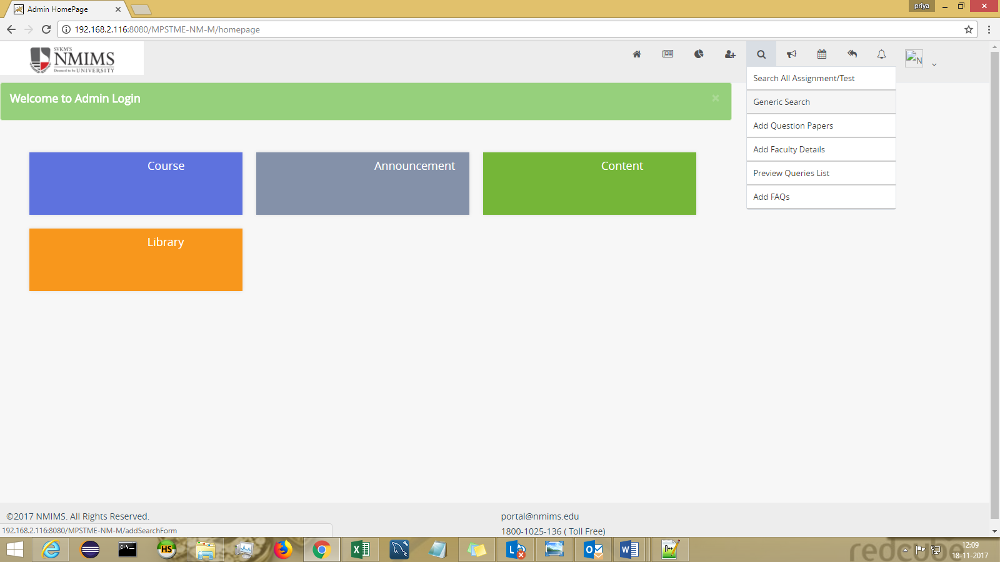 Admin HomePage
priya
192.168.2.116:8080/MPSTME-NM-M/homepage
SVKM'S
NMIMS
Deemed to be UNIVERSITY
N
Search All Assignment/Test
Welcome to Admin Login
×
Generic Search
Add Question Papers
Add Faculty Details
Preview Queries List
Add FAQs
Course
Announcement
Content
Library
©2017 NMIMS. All Rights Reserved.
portal@nmims.edu
192.168.2.116:8080/MPSTME-NM-M/addSearchForm
1800-1025-136 ( Toll Free)
C:\_
HS
redcube
12:09
18-11-2017